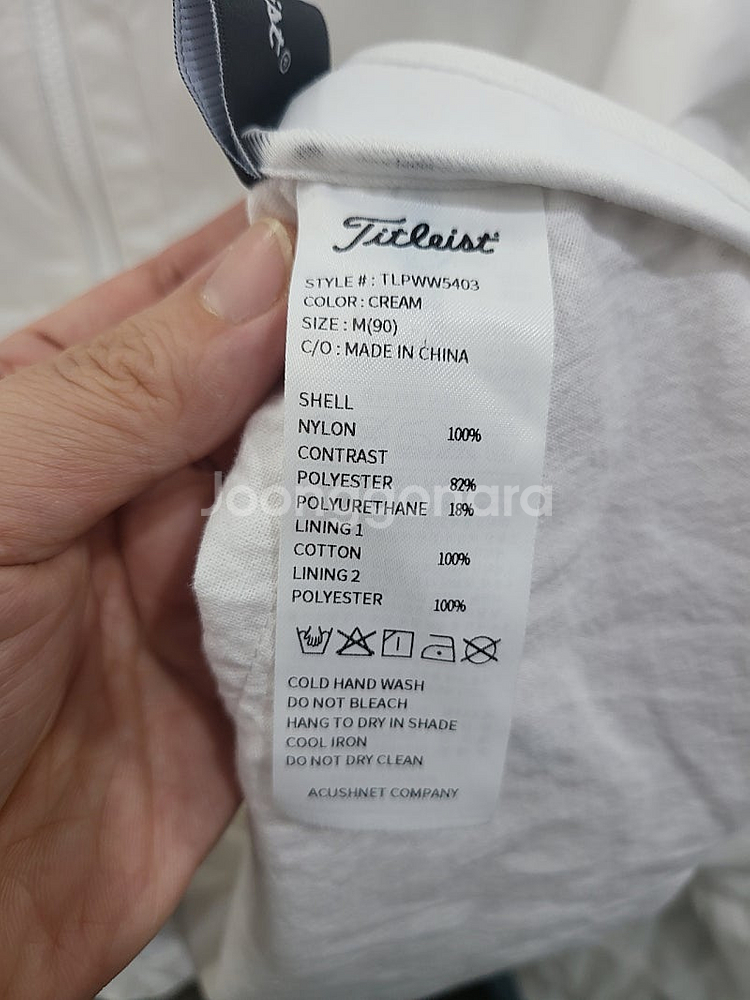 ist®
Titleist
STYLE # : TLPWW5403
COLOR : CREAM
SIZE : M(90)
C/O : MADE IN CHINA
SHELL
NYLON 100%
CONTRAST
POLYESTER 82%
Joonggonara
POLYURETHANE 18%
LINING 1
COTTON 100%
LINING 2
POLYESTER 100%
COLD HAND WASH
DO NOT BLEACH
HANG TO DRY IN SHADE
COOL IRON
DO NOT DRY CLEAN
ACUSHNET COMPANY